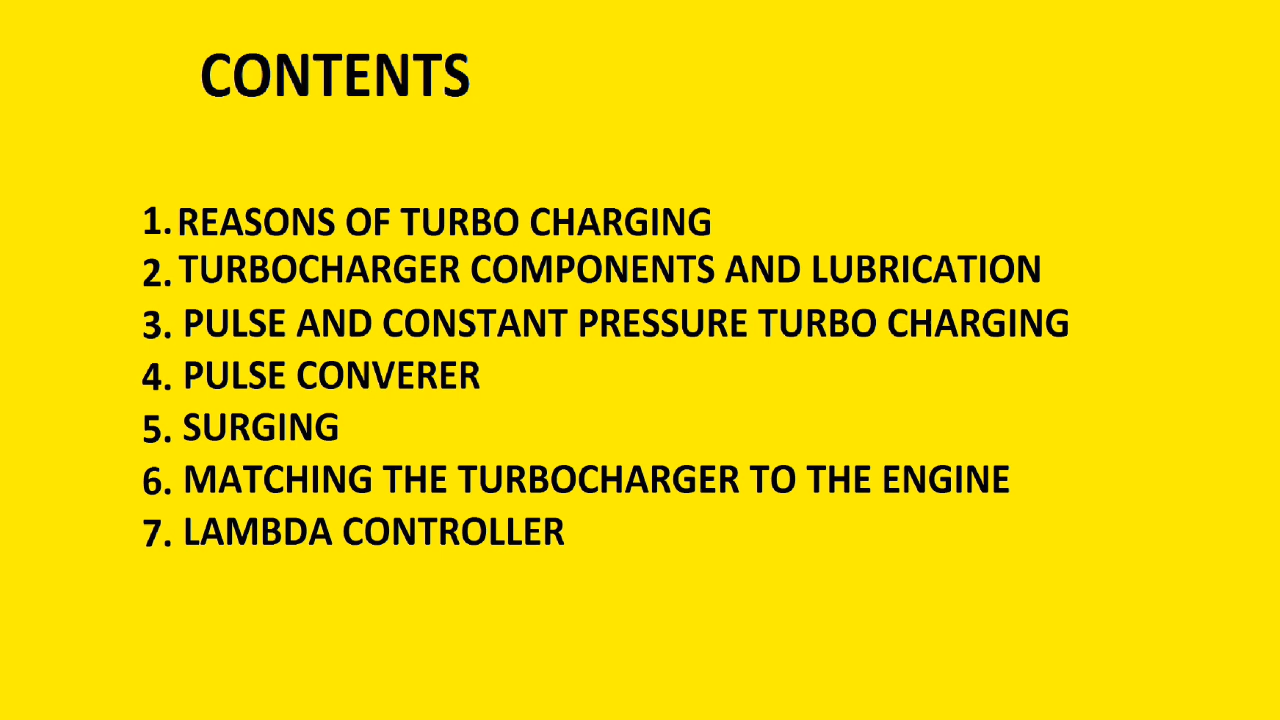 CONTENTS
1. REASONS OF TURBO CHARGING
2. TURBOCHARGER COMPONENTS AND LUBRICATION
3. PULSE AND CONSTANT PRESSURE TURBO CHARGING
4. PULSE CONVERER
5. SURGING
6. MATCHING THE TURBOCHARGER TO THE ENGINE
7. LAMBDA CONTROLLER